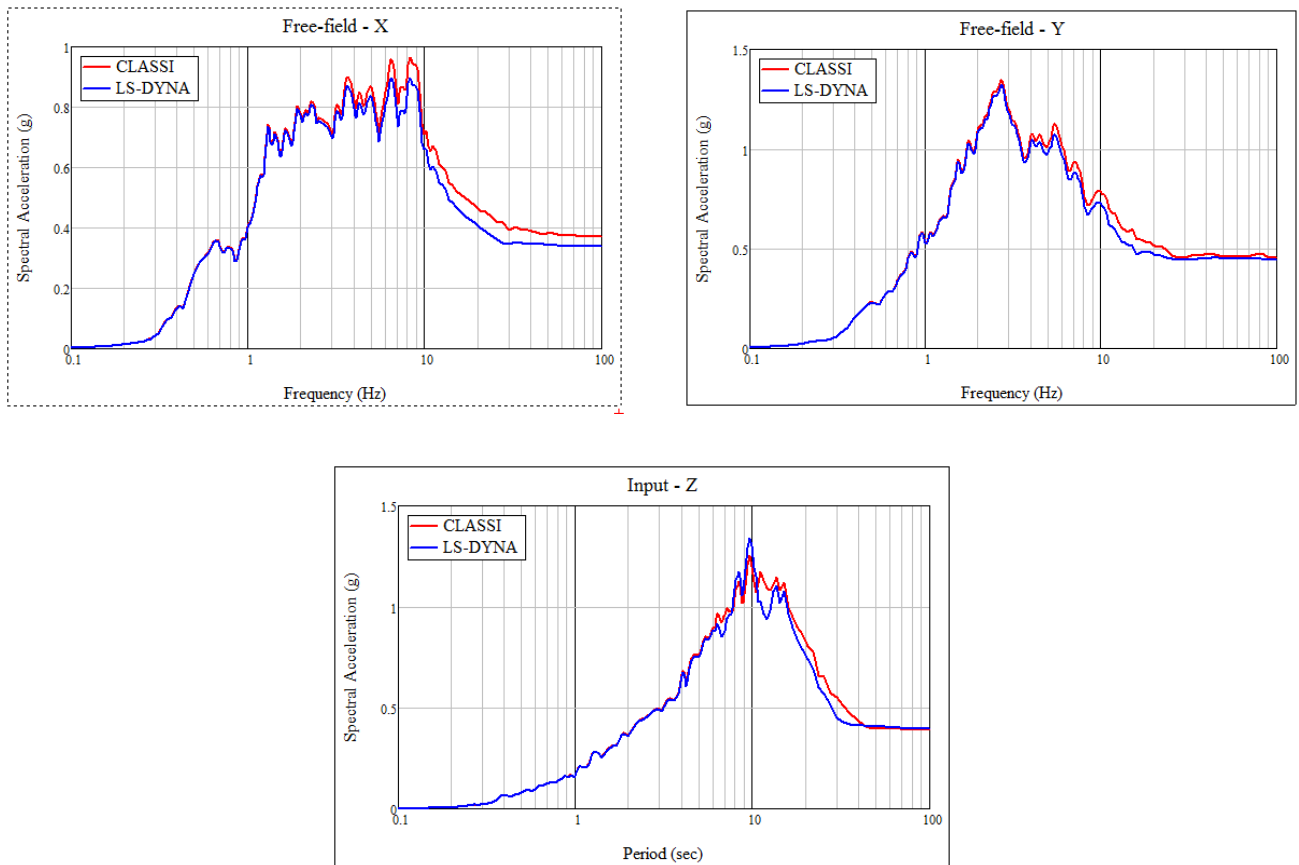 Free-field - X
CLASSI
LS-DYNA
Spectral Acceleration (g)
1
0.8
0.6
0.4
0.2
0
0.1
1
10
100
Frequency (Hz)
Free-field - Y
CLASSI
LS-DYNA
Spectral Acceleration (g)
1.5
1
0.5
0
0.1
1
10
100
Frequency (Hz)
Input - Z
CLASSI
LS-DYNA
Spectral Acceleration (g)
1.5
1
0.5
0
0.1
1
10
100
Period (sec)